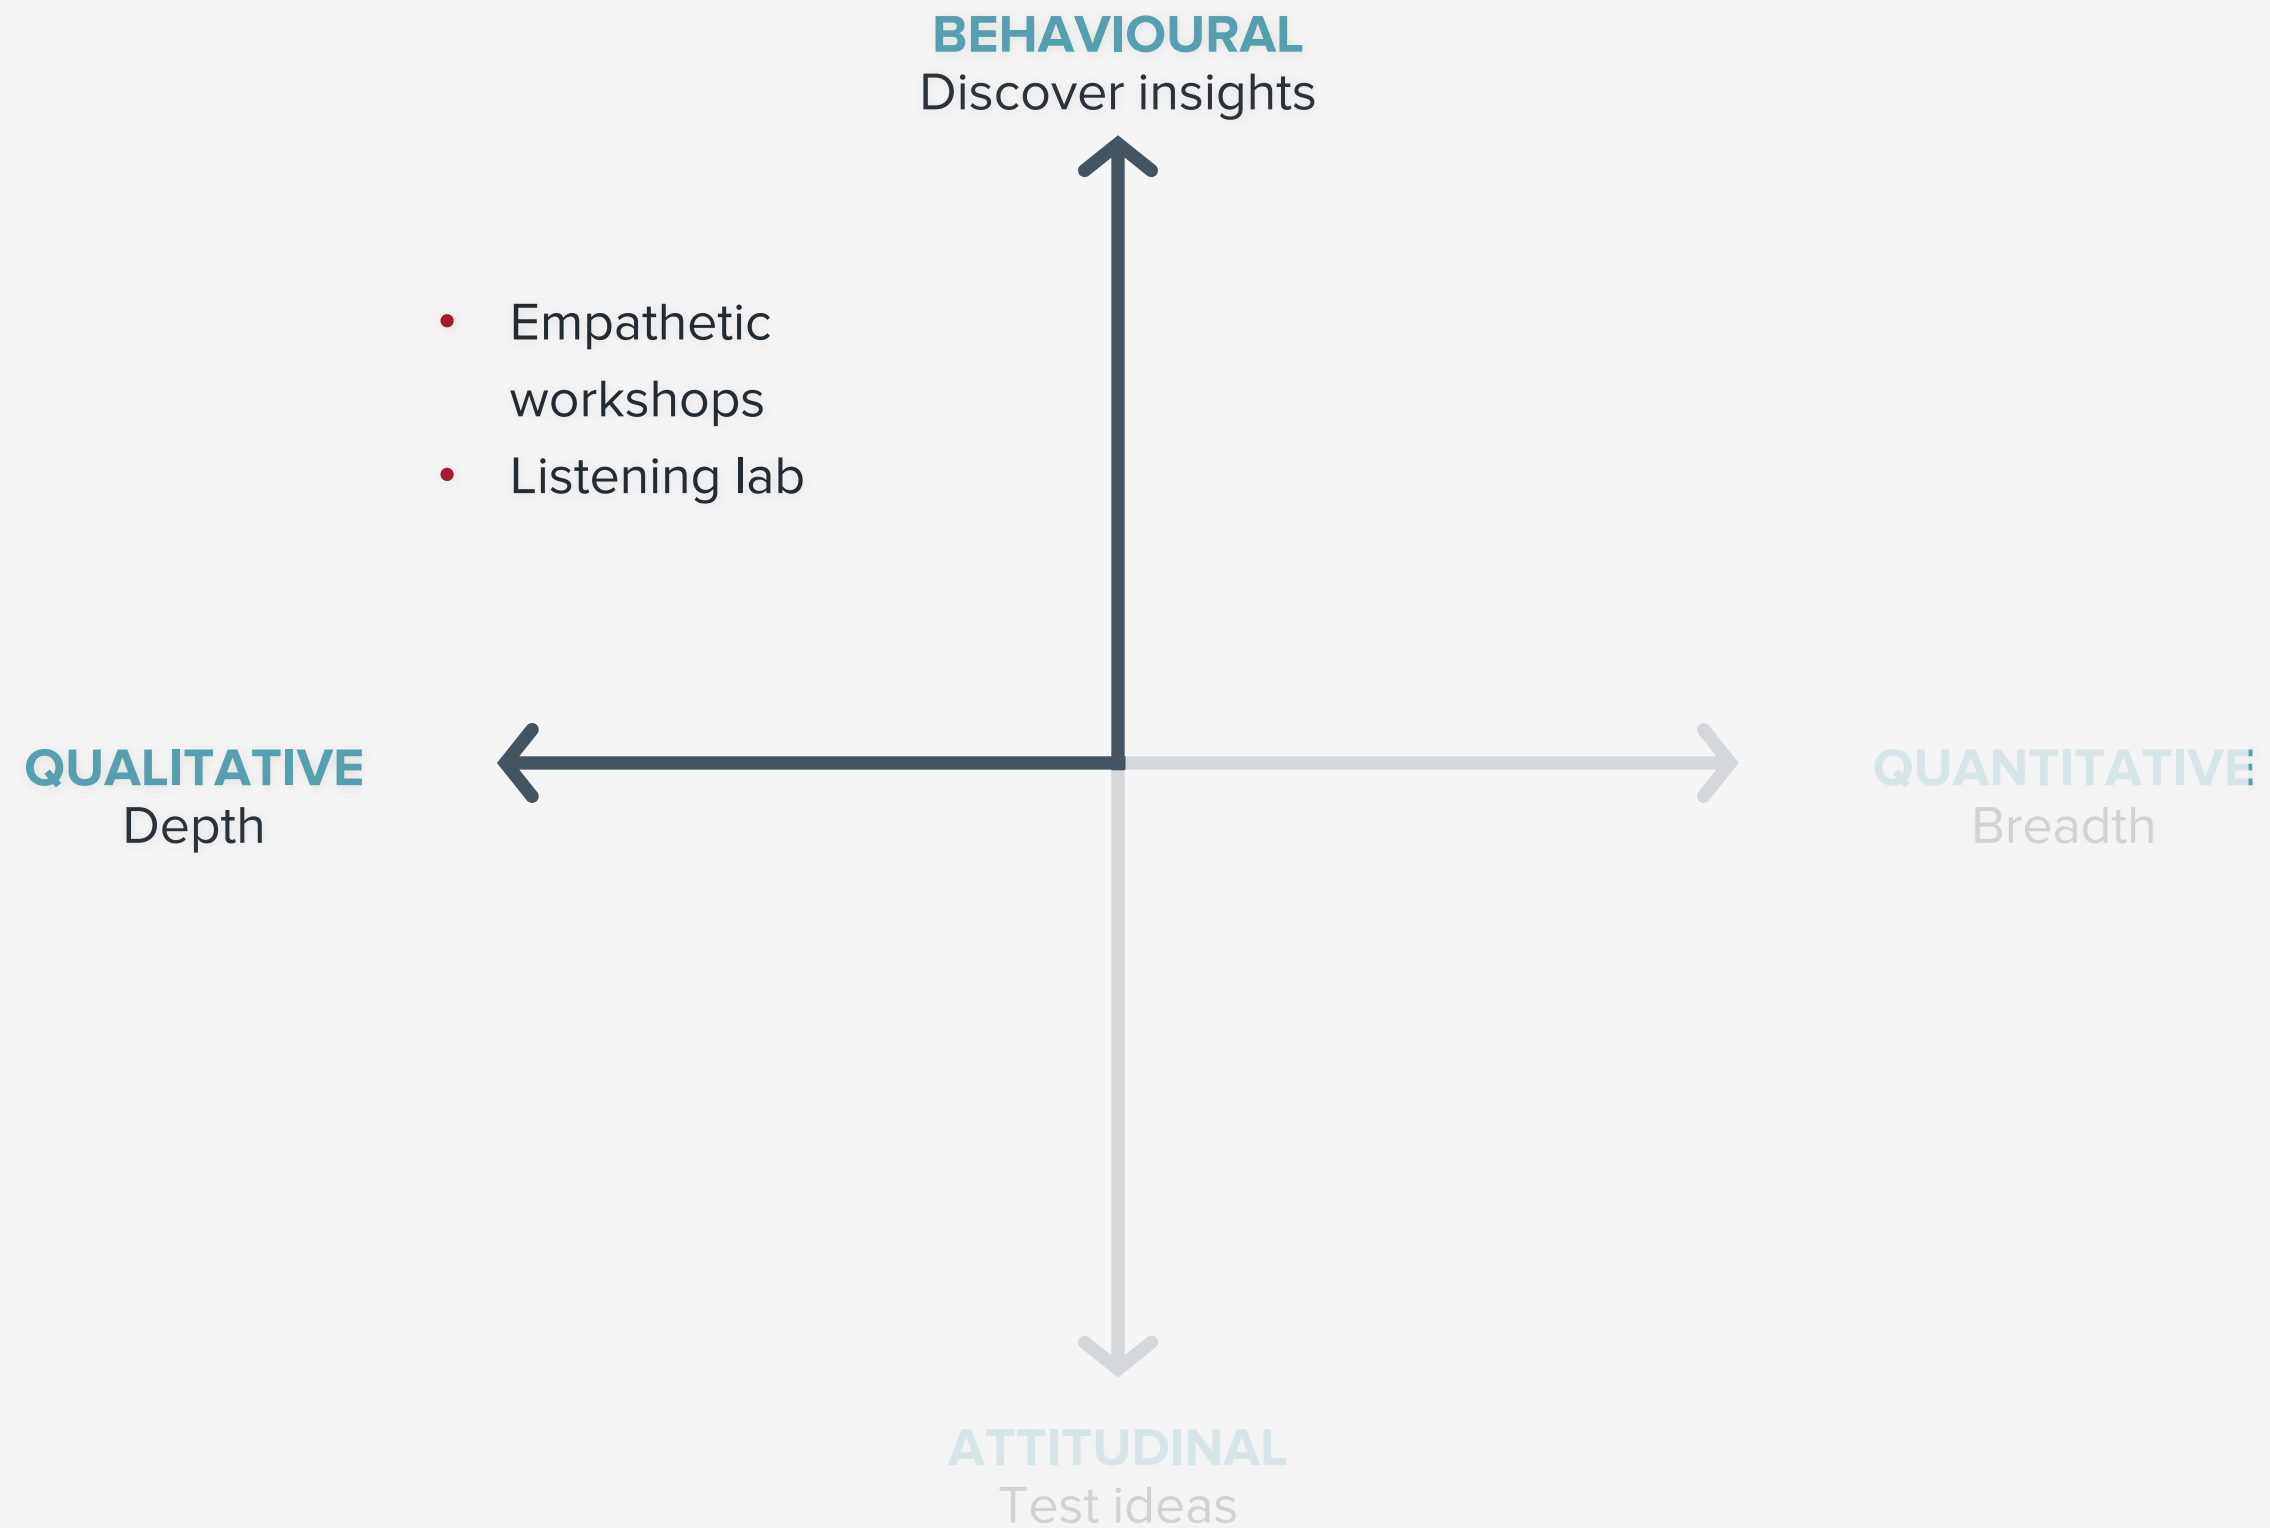 BEHAVIOURAL
Discover insights
• Empathetic
workshops
• Listening lab
QUALITATIVE
Depth
QUANTITATIVE
Breadth
ATTITUDINAL
Test ideas